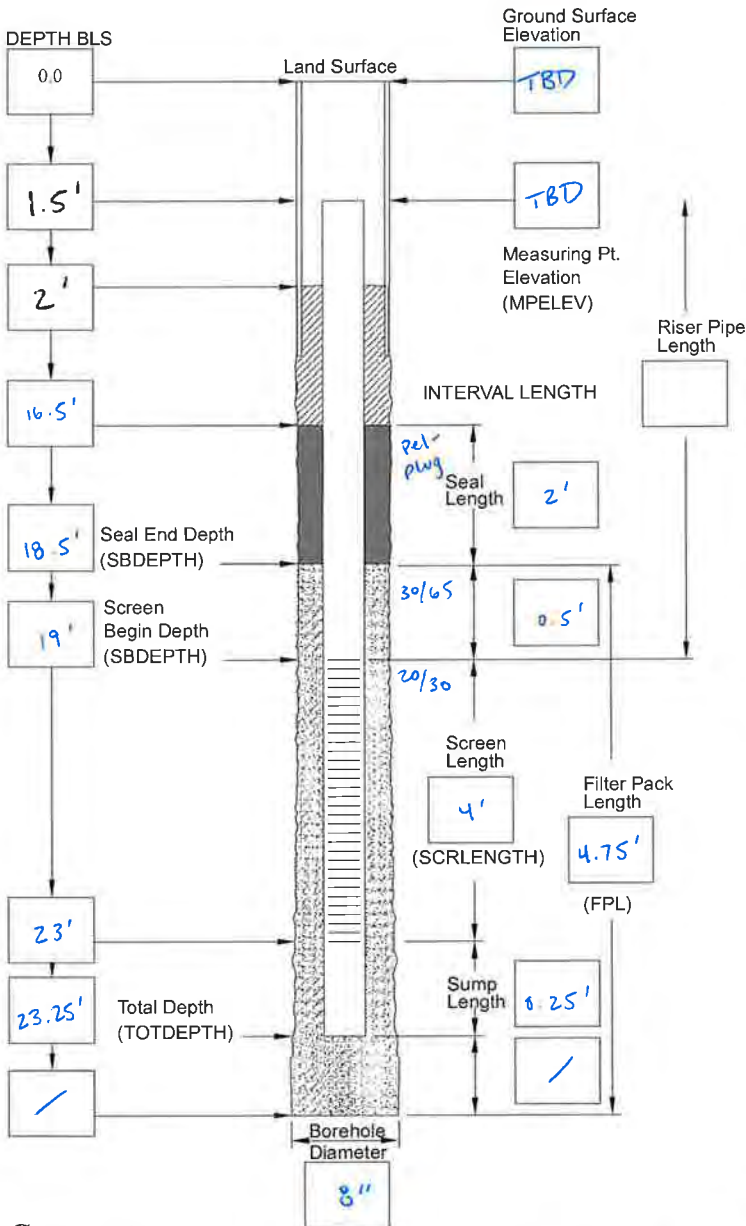 Ground Surface
Elevation
DEPTH BLS
0.0
Land Surface
TBD
1.5'
TBD
Measuring Pt.
Elevation
(MPELEV)
2'
Riser Pipe
Length
16.5'
INTERVAL LENGTH
Pel-
plug
Seal
Length
2'
18.5'
Seal End Depth
(SBDEPTH)
30/65
0.5'
19'
Screen
Begin Depth
(SBDEPTH)
20/30
Screen
Length
4'
(SCRLENGTH)
Filter Pack
Length
4.75'
(FPL)
23'
Sump
Length
0.25'
23.25'
Total Depth
(TOTDEPTH)
/
/
Borehole
Diameter
8"